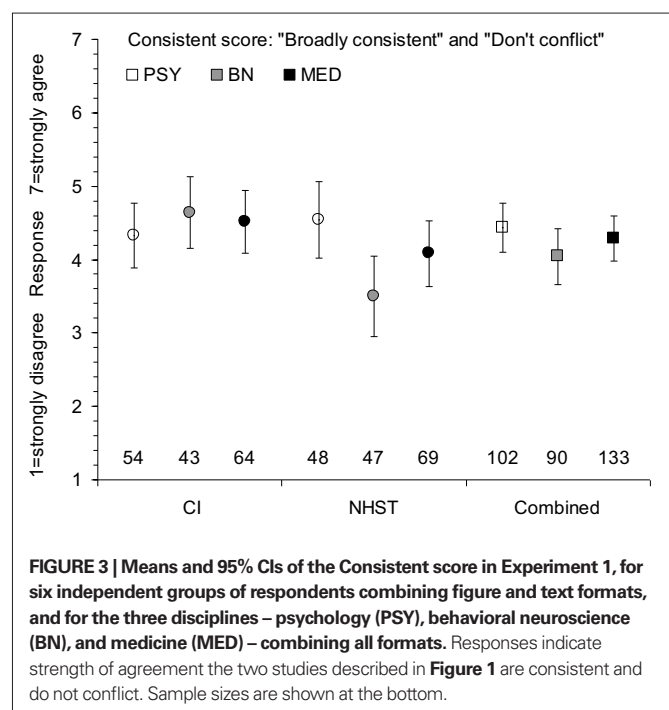 7
Consistent score: "Broadly consistent" and "Don't conflict"
PSY BN MED
6
5
4
3
2
1
1=strongly disagree Response 7=strongly agree
54 43 64 48 47 69 102 90 133
CI NHST Combined
FIGURE 3 | Means and 95% CIs of the Consistent score in Experiment 1, for
six independent groups of respondents combining figure and text formats,
and for the three disciplines – psychology (PSY), behavioral neuroscience
(BN), and medicine (MED) – combining all formats. Responses indicate
strength of agreement the two studies described in Figure 1 are consistent and
do not conflict. Sample sizes are shown at the bottom.